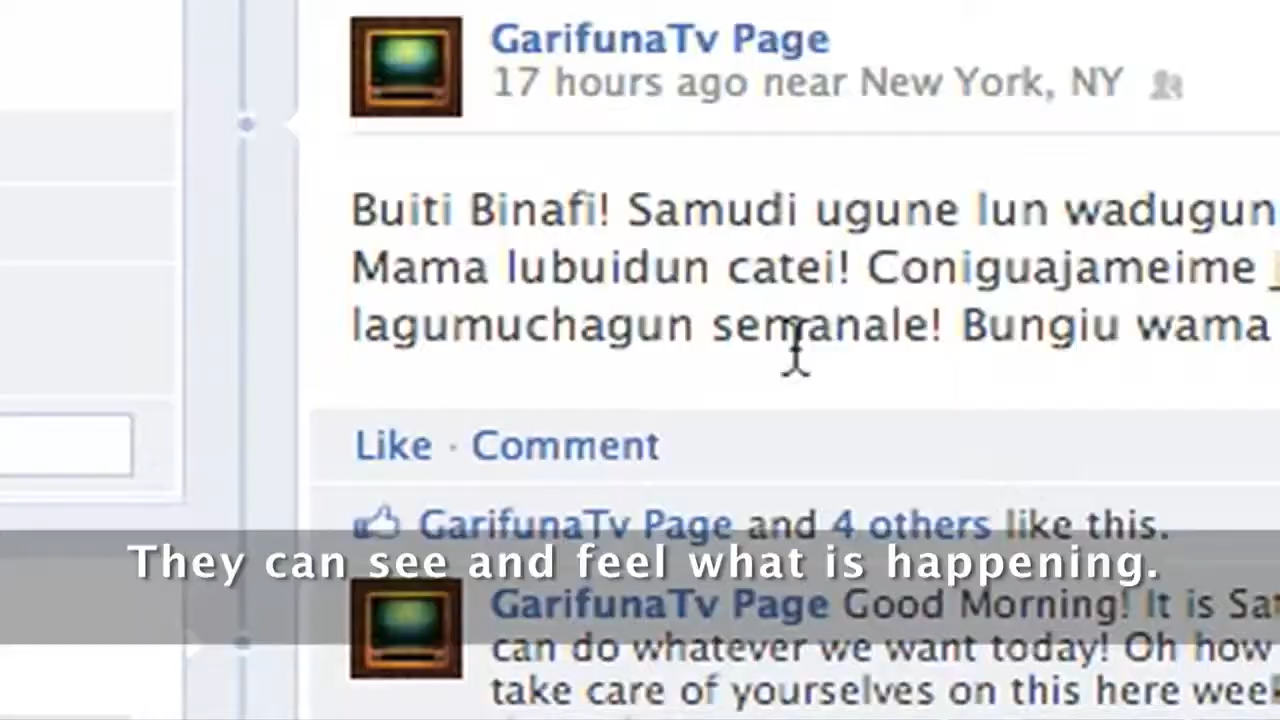 GarifunaTv Page
17 hours ago near New York, NY
Buiti Binafi! Samudi ugune lun wadugun
Mama lubuidun catei! Coniguajameime
lagumuchagun semanale! Bungiu wama
Like · Comment
GarifunaTv Page and 4 others like this.
They can see and feel what is happening.
GarifunaTv Page Good Morning! It is
can do whatever we want today! Oh how
take care of yourselves on this here